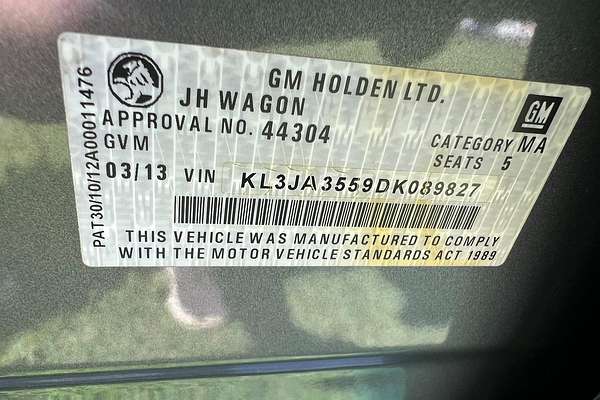 GM HOLDEN LTD.
JH WAGON
GM
APPROVAL NO. 44304
CATEGORY MA
GVM
SEATS 5
03/13 VIN KL3JA3559DK089827
THIS VEHICLE WAS MANUFACTURED TO COMPLY
WITH THE MOTOR VEHICLE STANDARDS ACT 1989
PAT30/10/12A00011476